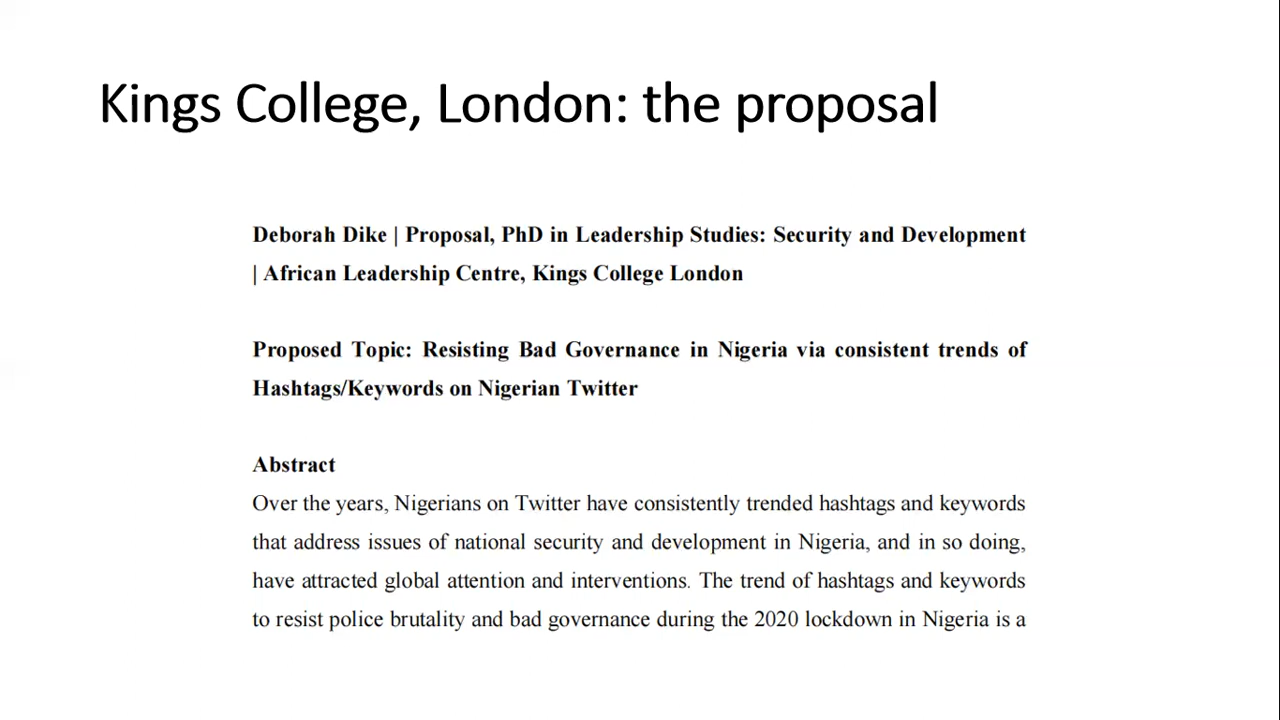 Kings College, London: the proposal
Deborah Dike | Proposal, PhD in Leadership Studies: Security and Development
| African Leadership Centre, Kings College London
Proposed Topic: Resisting Bad Governance in Nigeria via consistent trends of
Hashtags/Keywords on Nigerian Twitter
Abstract
Over the years, Nigerians on Twitter have consistently trended hashtags and keywords
that address issues of national security and development in Nigeria, and in so doing,
have attracted global attention and interventions. The trend of hashtags and keywords
to resist police brutality and bad governance during the 2020 lockdown in Nigeria is a